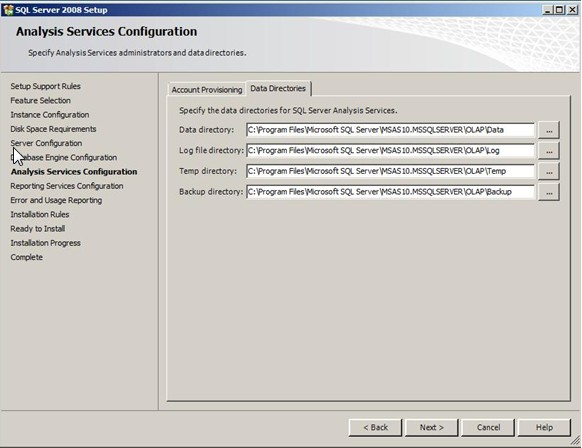 SQL Server 2008 Setup
Analysis Services Configuration
Specify Analysis Services administrators and data directories.
Setup Support Rules
Feature Selection
Instance Configuration
Disk Space Requirements
Server Configuration
Database Engine Configuration
Analysis Services Configuration
Reporting Services Configuration
Error and Usage Reporting
Installation Rules
Ready to Install
Installation Progress
Complete
Account Provisioning Data Directories
Specify the data directories for SQL Server Analysis Services.
Data directory: C:\Program Files\Microsoft SQL Server\MSAS10.MSSQLSERVER\OLAP\Data ...
Log file directory: C:\Program Files\Microsoft SQL Server\MSAS10.MSSQLSERVER\OLAP\Log ...
Temp directory: C:\Program Files\Microsoft SQL Server\MSAS10.MSSQLSERVER\OLAP\Temp ...
Backup directory: C:\Program Files\Microsoft SQL Server\MSAS10.MSSQLSERVER\OLAP\Backup ...
< Back Next > Cancel Help